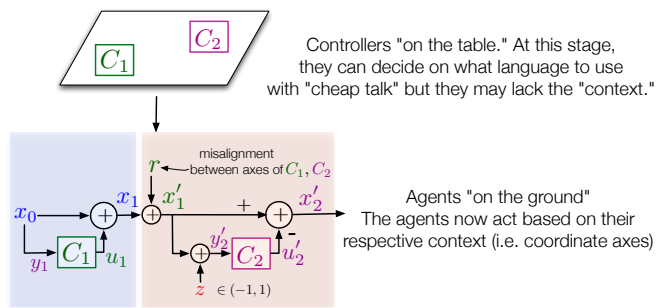 C₁
C₂
Controllers "on the table." At this stage,
they can decide on what language to use
with "cheap talk" but they may lack the "context."
r
misalignment
between axes of C₁, C₂
x₀
+
x₁
+
x′₁
+
+
x′₂
-
y₁
C₁
u₁
+
y′₂
C₂
u′₂
z ∈ (−1, 1)
Agents "on the ground"
The agents now act based on their
respective context (i.e. coordinate axes)